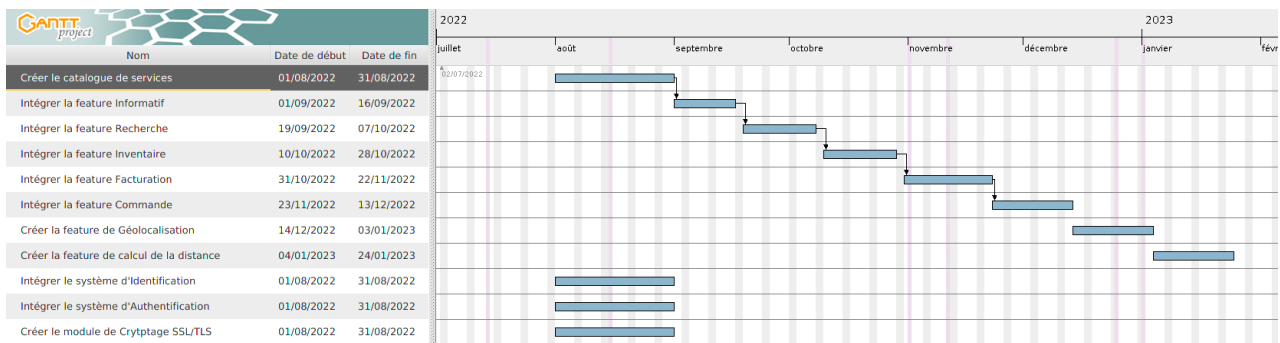 GANTT
project
2022
2023
Nom Date de début Date de fin
juillet août septembre octobre novembre décembre janvier févr
02/07/2022
Créer le catalogue de services 01/08/2022 31/08/2022
Intégrer la feature Informatif 01/09/2022 16/09/2022
Intégrer la feature Recherche 19/09/2022 07/10/2022
Intégrer la feature Inventaire 10/10/2022 28/10/2022
Intégrer la feature Facturation 31/10/2022 22/11/2022
Intégrer la feature Commande 23/11/2022 13/12/2022
Créer la feature de Géolocalisation 14/12/2022 03/01/2023
Créer la feature de calcul de la distance 04/01/2023 24/01/2023
Intégrer le système d'Identification 01/08/2022 31/08/2022
Intégrer le système d'Authentification 01/08/2022 31/08/2022
Créer le module de Crytptage SSL/TLS 01/08/2022 31/08/2022